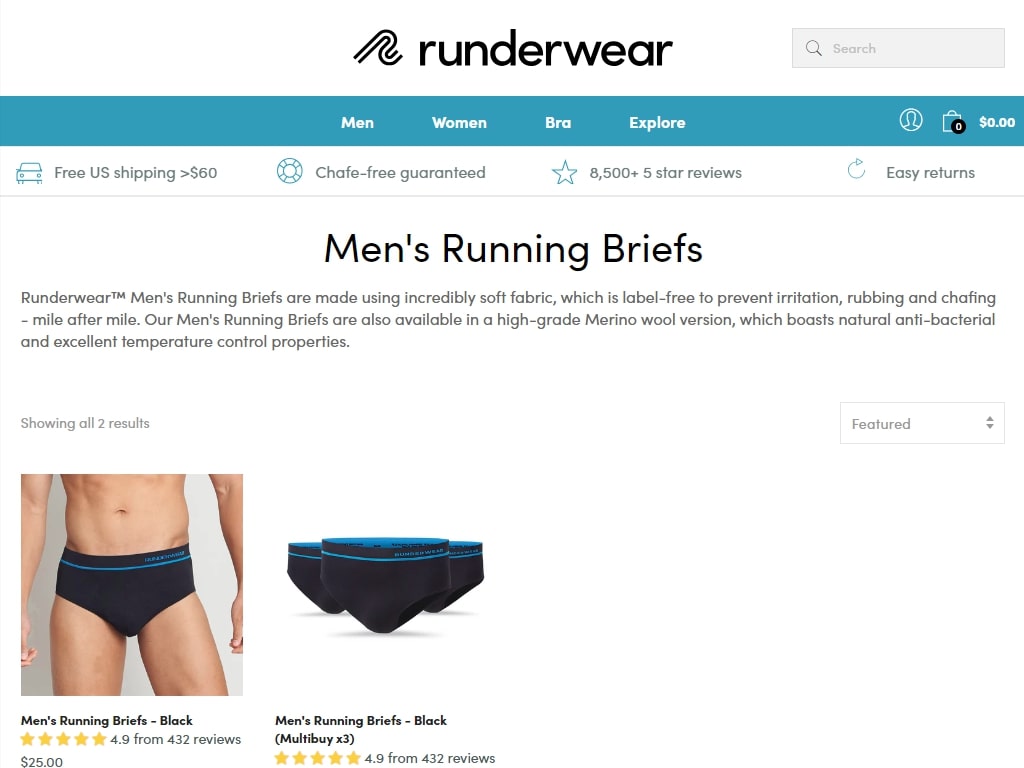 runderwear
Search
Men
Women
Bra
Explore
0
$0.00
Free US shipping >$60
Chafe-free guaranteed
8,500+ 5 star reviews
Easy returns
Men's Running Briefs
Runderwear™ Men's Running Briefs are made using incredibly soft fabric, which is label-free to prevent irritation, rubbing and chafing
- mile after mile. Our Men's Running Briefs are also available in a high-grade Merino wool version, which boasts natural anti-bacterial
and excellent temperature control properties.
Showing all 2 results
Featured
RUNDERWEAR
RUNDERWEAR
Men's Running Briefs - Black
4.9 from 432 reviews
$25.00
Men's Running Briefs - Black
(Multibuy x3)
4.9 from 432 reviews